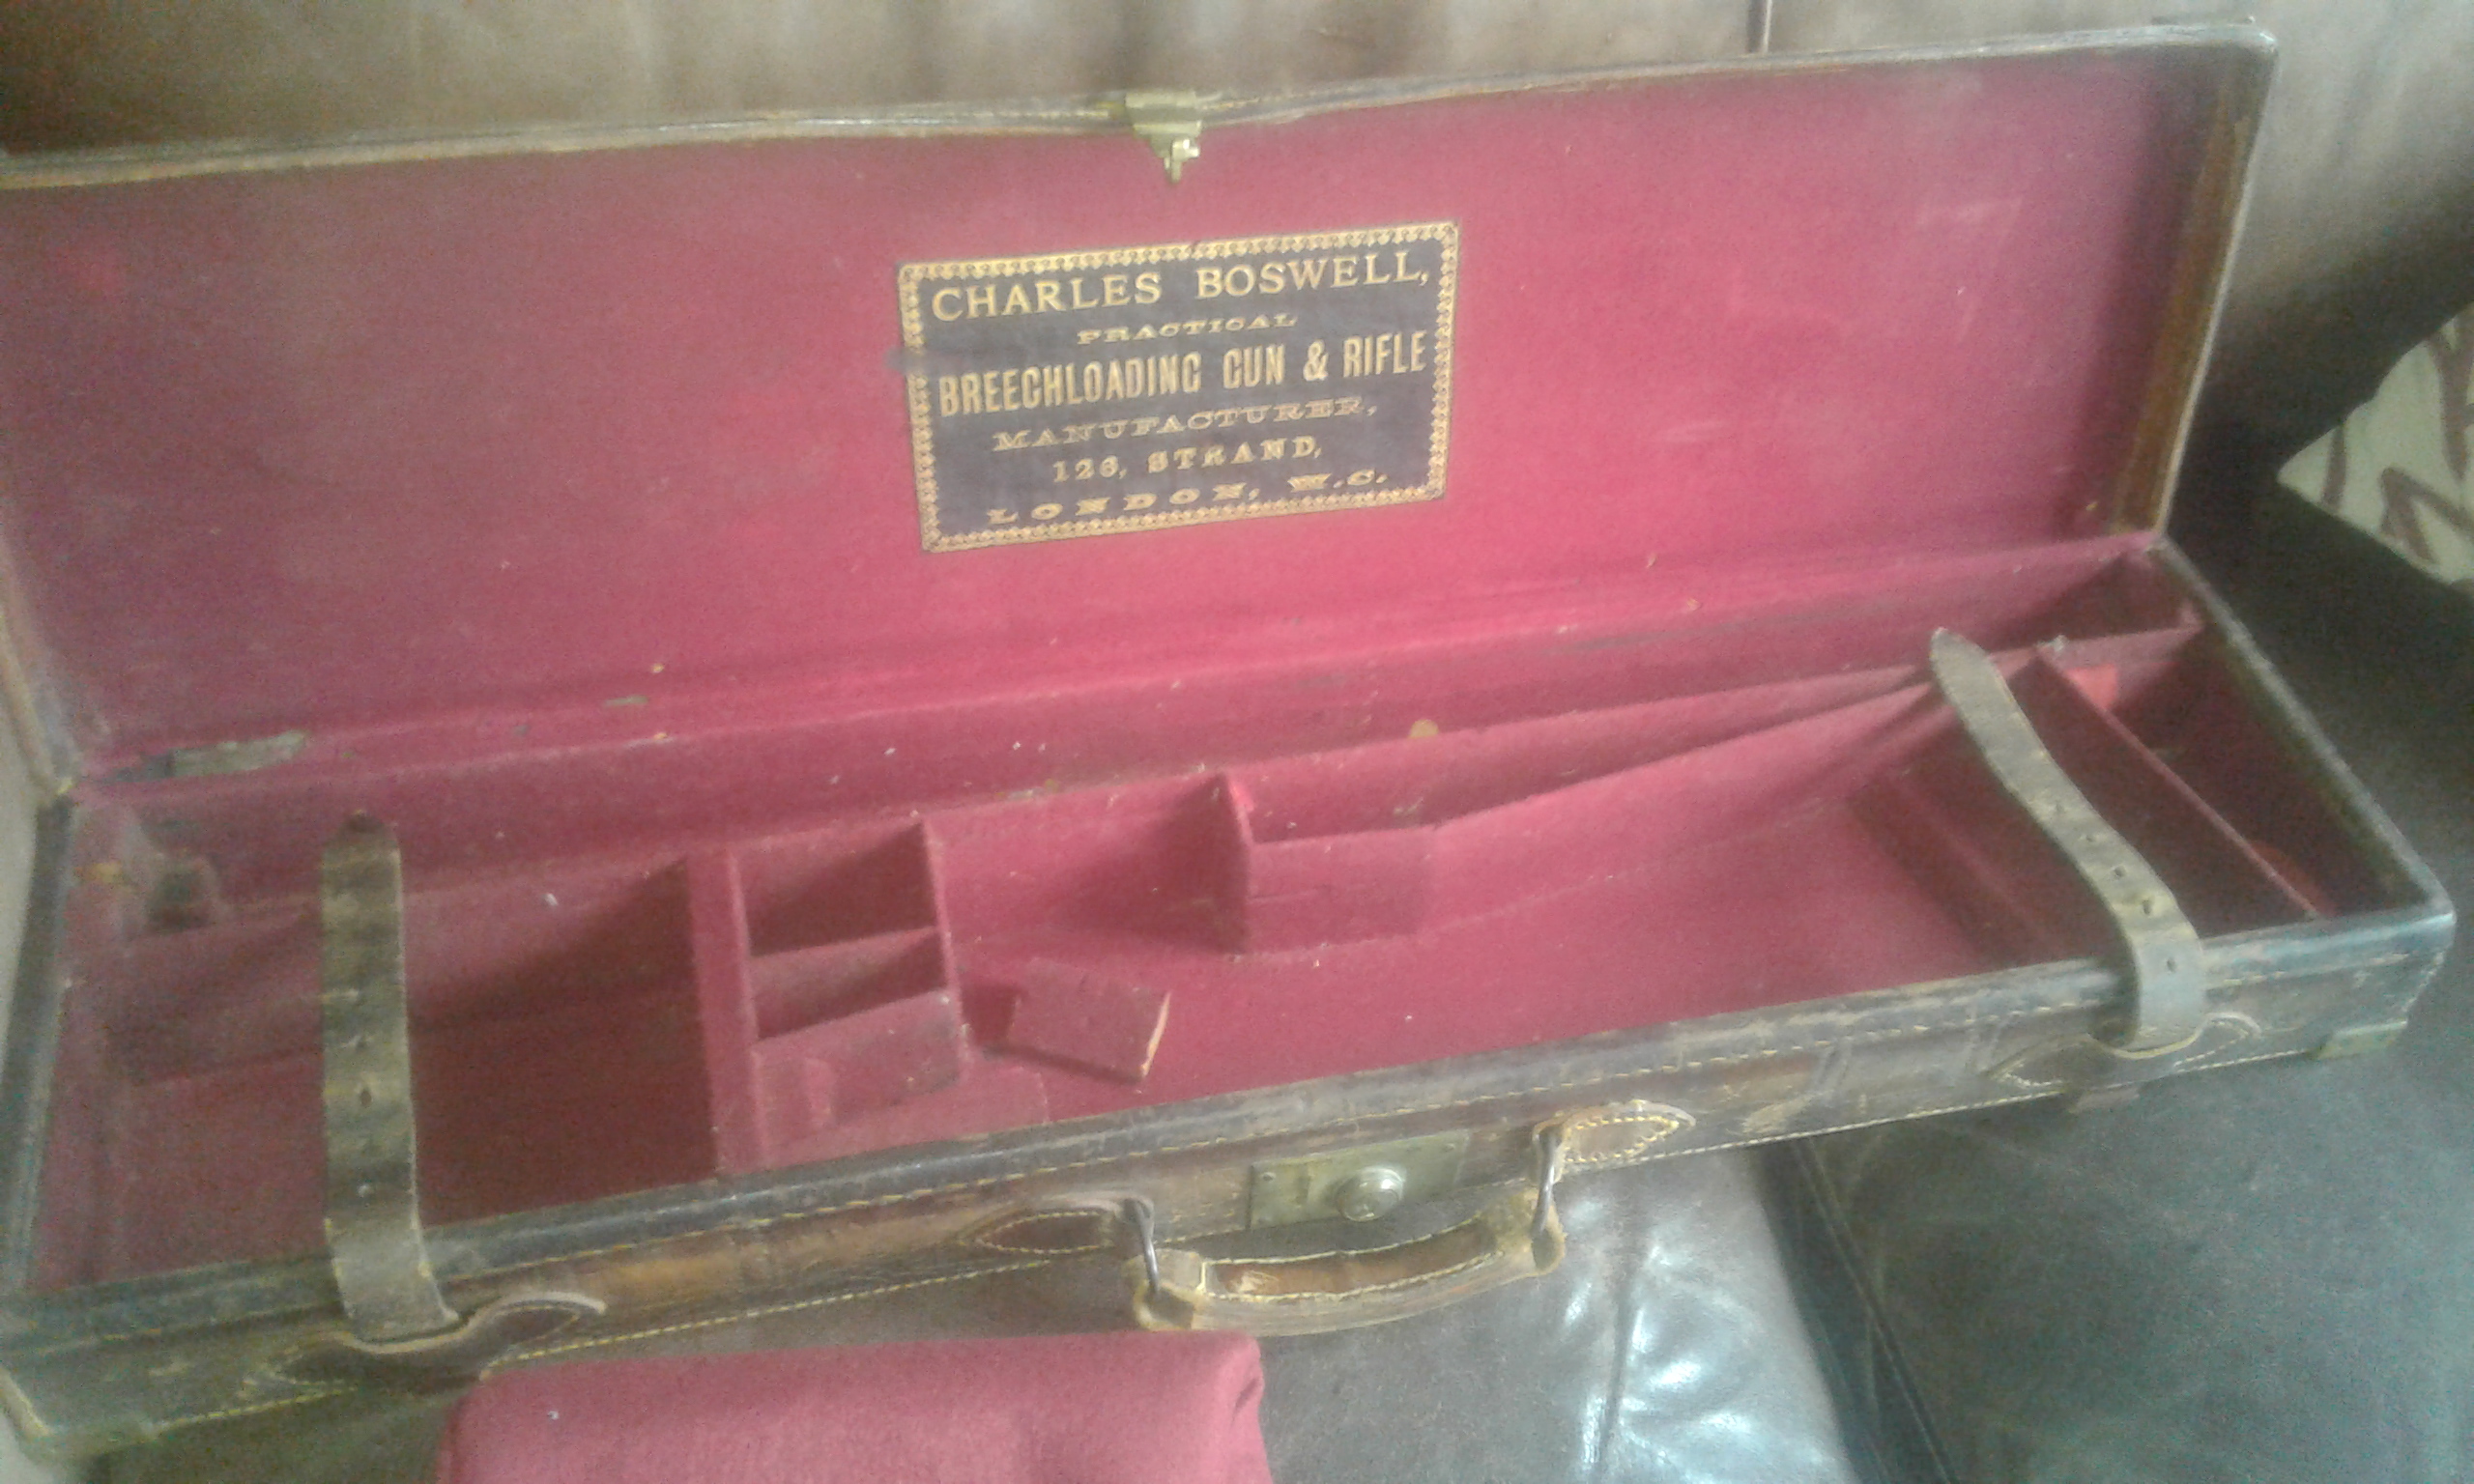 CHARLES BOSWELL,
PRACTICAL
BREECHLOADING GUN & RIFLE
MANUFACTURER,
126, STRAND,
LONDON, W.C.